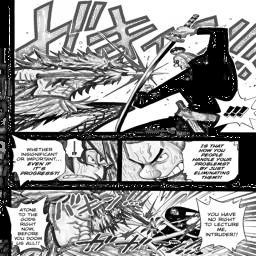 !!!
IS THAT
HOW YOU
PEOPLE
HANDLE YOUR
PROBLEMS?
BY JUST
ELIMINATING
THEM?!
!!
WHETHER
INSIGNIFICANT
OR IMPORTANT...
EVEN IF
PROGRESS?!
YOU HAVE
NO RIGHT
TO LECTURE
ME,
INTRUDER!!
ATONE
TO THE
GODS
RIGHT
NOW,
BEFORE YOU
DOOM
US ALL!!